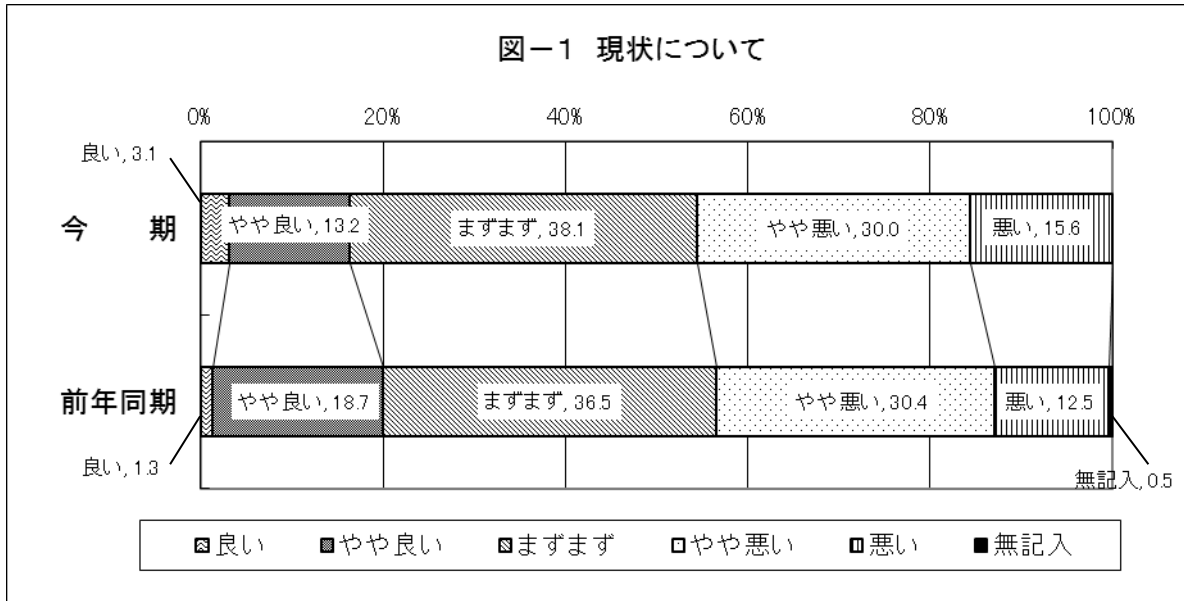 図－1 現状について
0% 20% 40% 60% 80% 100%
良い, 3.1
今　　期
やや良い, 13.2 まずまず, 38.1 やや悪い, 30.0 悪い, 15.6
前年同期
やや良い, 18.7 まずまず, 36.5 やや悪い, 30.4 悪い, 12.5
良い, 1.3
無記入, 0.5
良い やや良い まずまず やや悪い 悪い 無記入